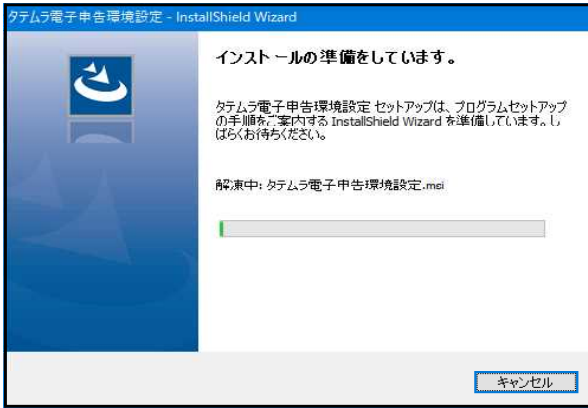 タテムラ電子申告環境設定 - InstallShield Wizard
インストールの準備をしています。
タテムラ電子申告環境設定 セットアップは、プログラムセットアップ
の手順をご案内する InstallShield Wizard を準備しています。し
ばらくお待ちください。
解凍中: タテムラ電子申告環境設定.msi
キャンセル